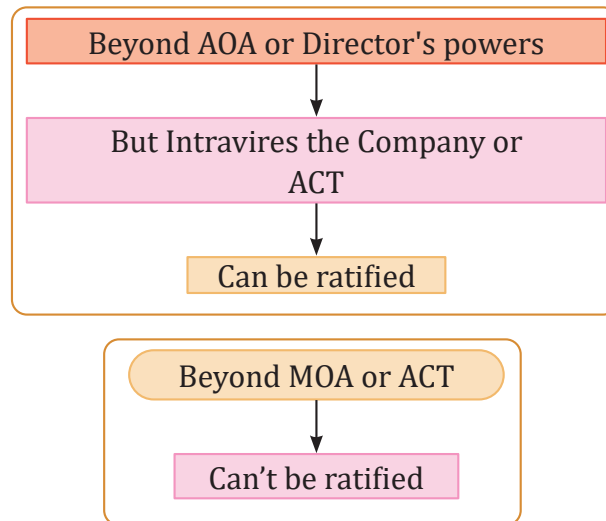 Beyond AOA or Director's powers
But Intravires the Company or
ACT
Can be ratified
Beyond MOA or ACT
Can’t be ratified